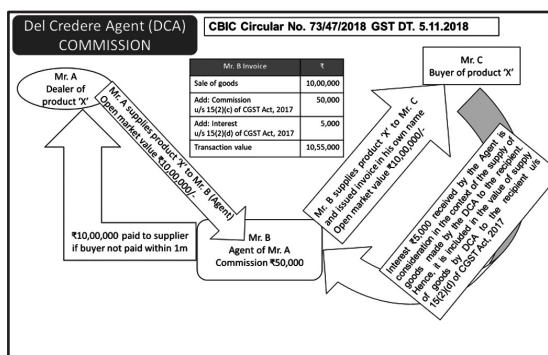 Del Credere Agent (DCA)
COMMISSION
CBIC Circular No. 73/47/2018 GST DT. 5.11.2018
Mr. A
Dealer of
product 'X'
Mr. B Invoice ₹
Sale of goods 10,00,000
Add: Commission 50,000
u/s 15(2)(c) of CGST Act, 2017
Add: Interest 5,000
u/s 15(2)(d) of CGST Act, 2017
Transaction value 10,55,000
Mr. C
Buyer of product 'X'
Mr. A supplies product 'X' to Mr. B (Agent)
Open market value ₹10,00,000/-
Mr. B supplies product 'X' to Mr. C
and issued invoice in his own name
Open market value ₹10,00,000/-
₹10,00,000 paid to supplier
if buyer not paid within 1m
Mr. B
Agent of Mr. A
Commission ₹50,000
Interest ₹5,000 received by the Agent is
consideration in the context of the supply of
goods made by the DCA to the recipient.
Hence, it is included in the value of supply
of goods by DCA to the recipient u/s
15(2)(d) of CGST Act, 2017